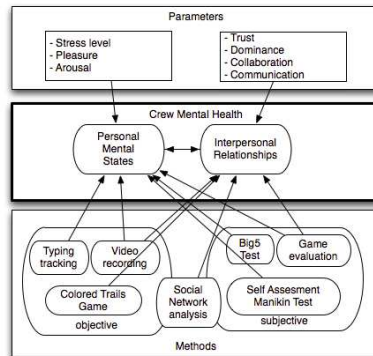 Parameters
- Stress level
- Pleasure
- Arousal
- Trust
- Dominance
- Collaboration
- Communication
Crew Mental Health
Personal
Mental
States
Interpersonal
Relationships
Typing
tracking
Video
recording
Big5
Test
Game
evaluation
Colored Trails
Game
Social
Network
analysis
Self Assesment
Manikin Test
objective
subjective
Methods